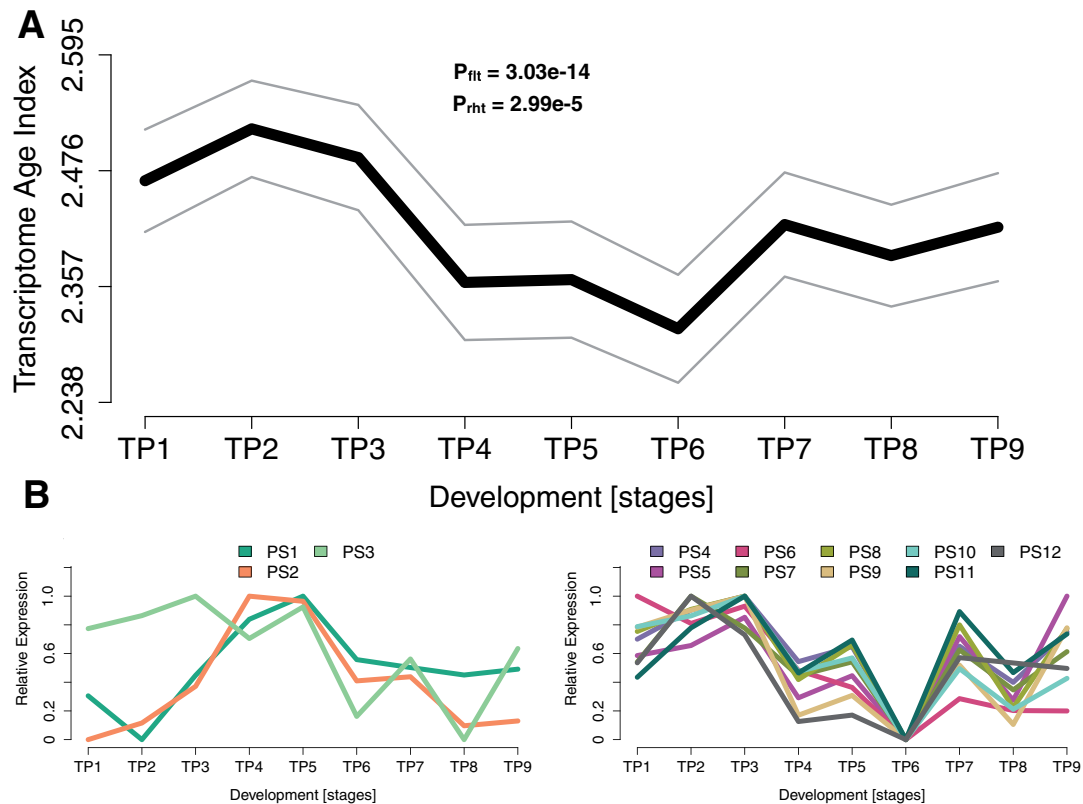 A
Transcriptome Age Index
2.595
2.476
2.357
2.238
Pflt = 3.03e-14
Prht = 2.99e-5
TP1 TP2 TP3 TP4 TP5 TP6 TP7 TP8 TP9
Development [stages]
B
PS1 PS3
PS2
Relative Expression
1.0
0.6
0.2
0
TP1 TP2 TP3 TP4 TP5 TP6 TP7 TP8 TP9
Development [stages]
PS4 PS6 PS8 PS10 PS12
PS5 PS7 PS9 PS11
Relative Expression
1.0
0.6
0.2
0
TP1 TP2 TP3 TP4 TP5 TP6 TP7 TP8 TP9
Development [stages]